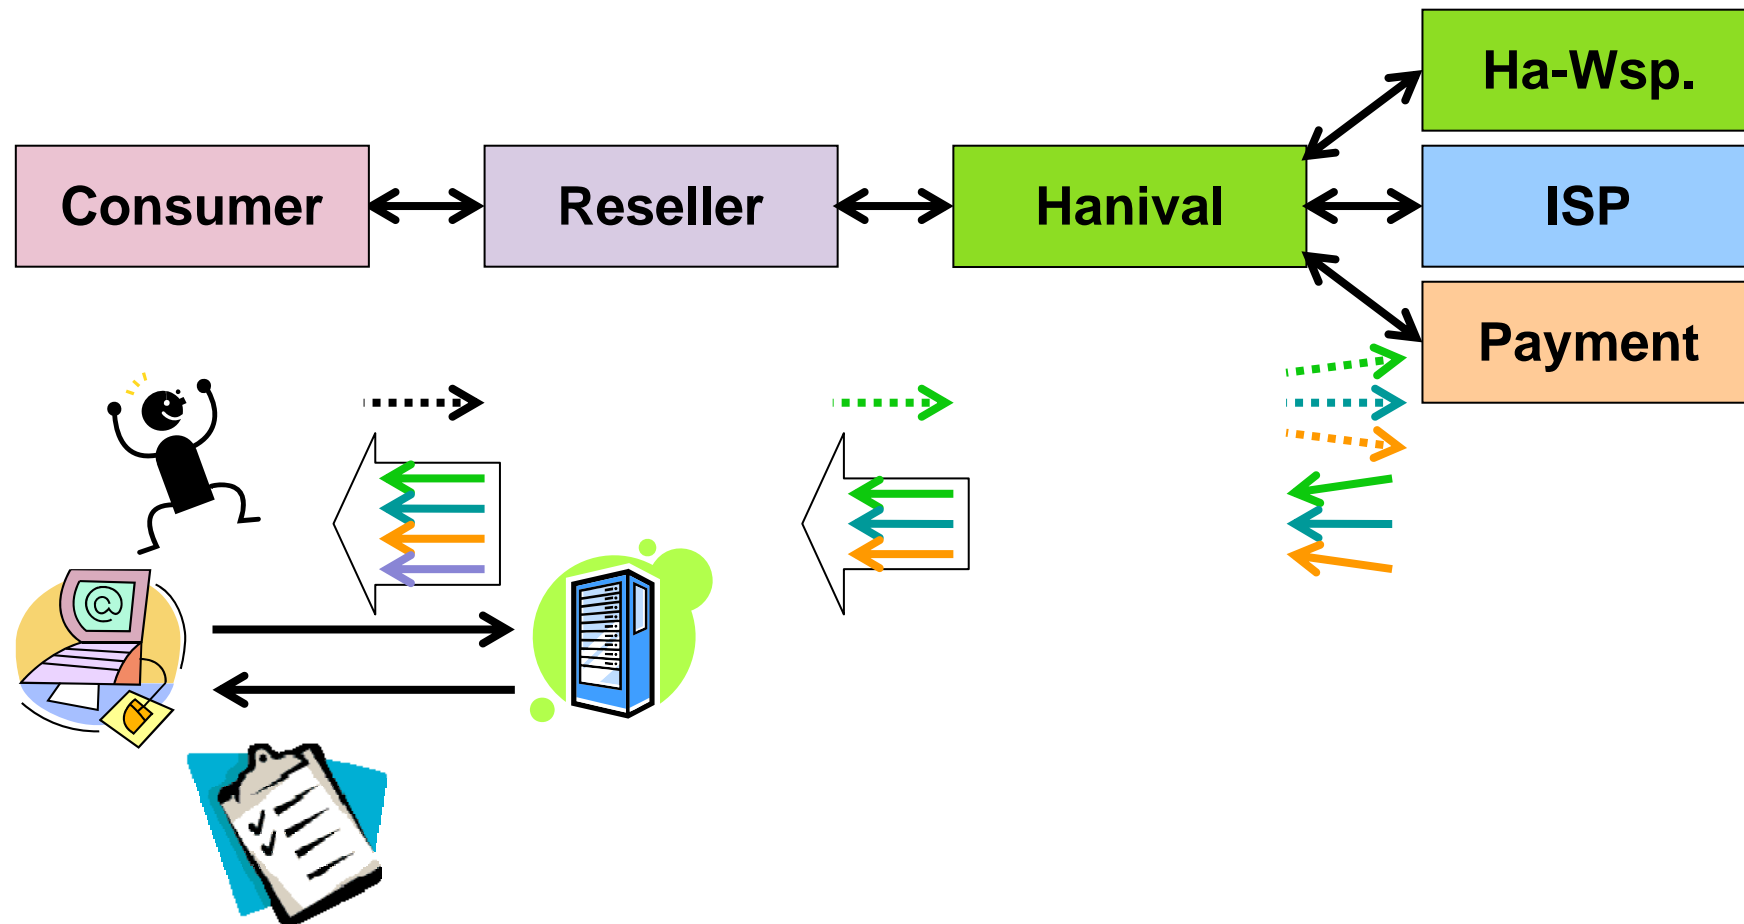 Ha-Wsp.
Consumer
Reseller
Hanival
ISP
Payment
@